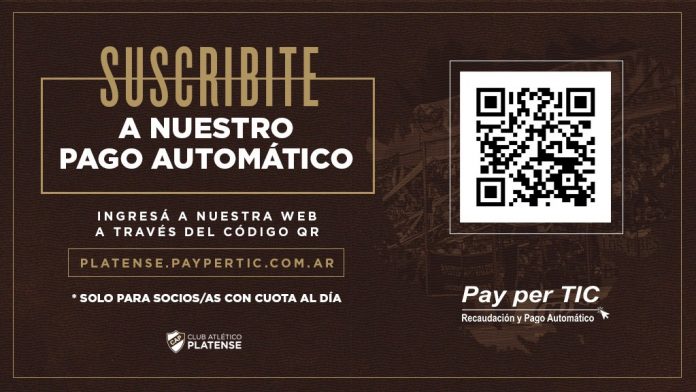 SUSCRIBITE
A NUESTRO
PAGO AUTOMÁTICO
INGRESÁ A NUESTRA WEB
A TRAVÉS DEL CÓDIGO QR
PLATENSE.PAYPERTIC.COM.AR
* SOLO PARA SOCIOS/AS CON CUOTA AL DÍA
CAP
CLUB ATLÉTICO
PLATENSE
Pay per TIC
Recaudación y Pago Automático